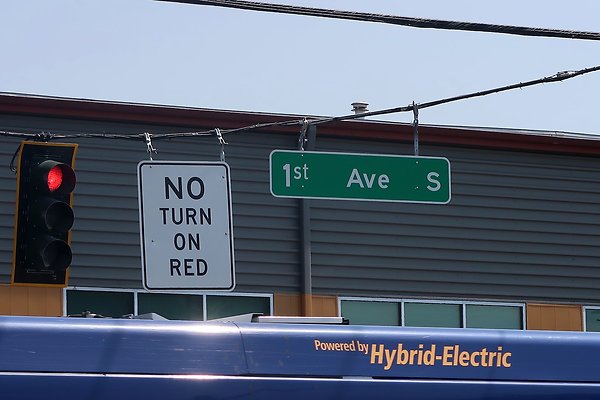 NO
TURN
ON
RED
1st Ave S
Powered by Hybrid-Electric